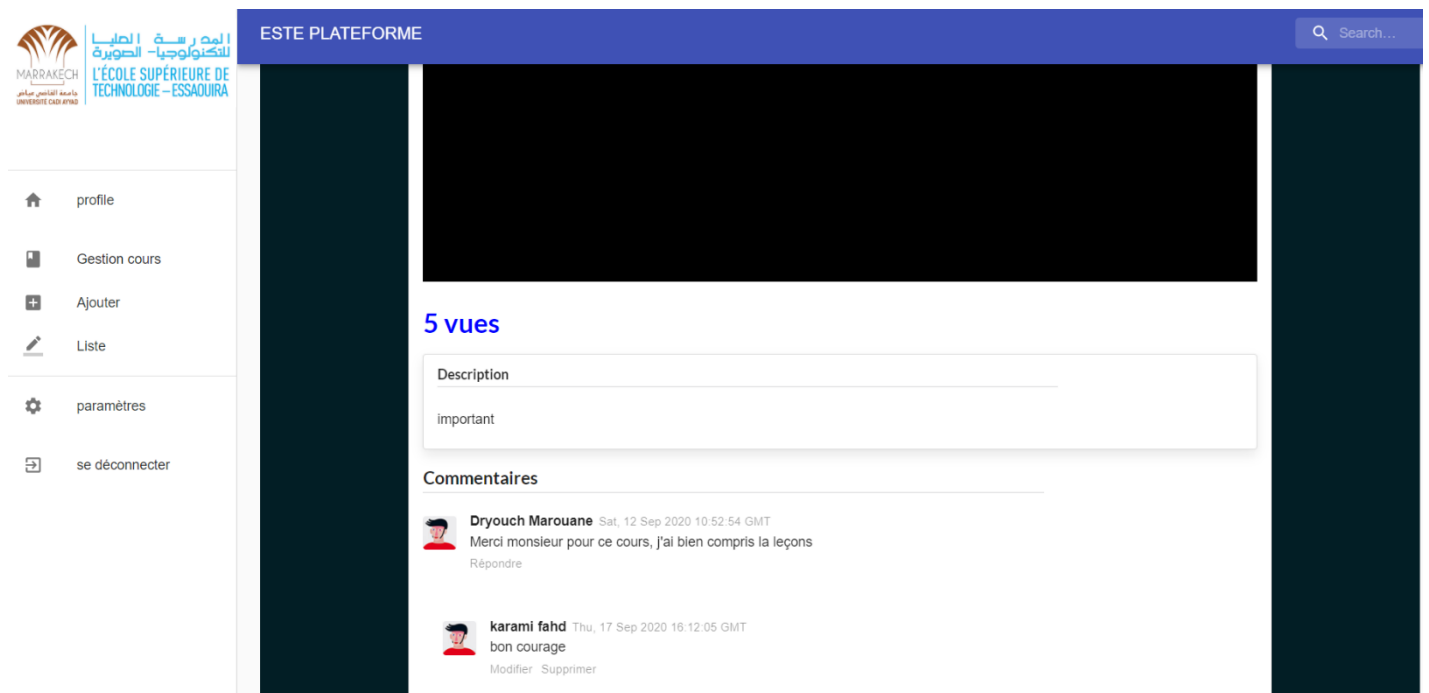 المدرسة العليا
للتكنولوجيا– الصويرة
MARRAKECH
L'ÉCOLE SUPÉRIEURE DE
TECHNOLOGIE – ESSAOUIRA
جامعة القاضي عياض
UNIVERSITÉ CADI AYYAD
ESTE PLATEFORME
Search...
profile
Gestion cours
Ajouter
Liste
paramètres
se déconnecter
5 vues
Description
important
Commentaires
Dryouch Marouane Sat, 12 Sep 2020 10:52:54 GMT
Merci monsieur pour ce cours, j'ai bien compris la leçons
Répondre
karami fahd Thu, 17 Sep 2020 16:12:05 GMT
bon courage
Modifier Supprimer